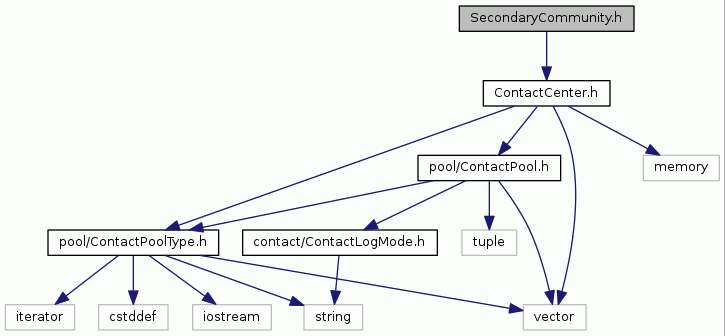 SecondaryCommunity.h
ContactCenter.h
pool/ContactPool.h
memory
pool/ContactPoolType.h
contact/ContactLogMode.h
tuple
iterator
cstddef
iostream
string
vector